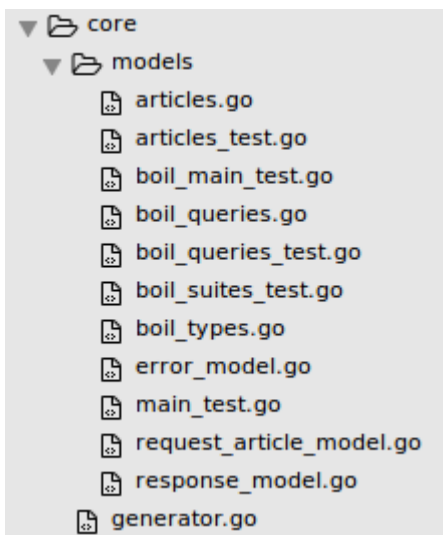 core
models
articles.go
articles_test.go
boil_main_test.go
boil_queries.go
boil_queries_test.go
boil_suites_test.go
boil_types.go
error_model.go
main_test.go
request_article_model.go
response_model.go
generator.go